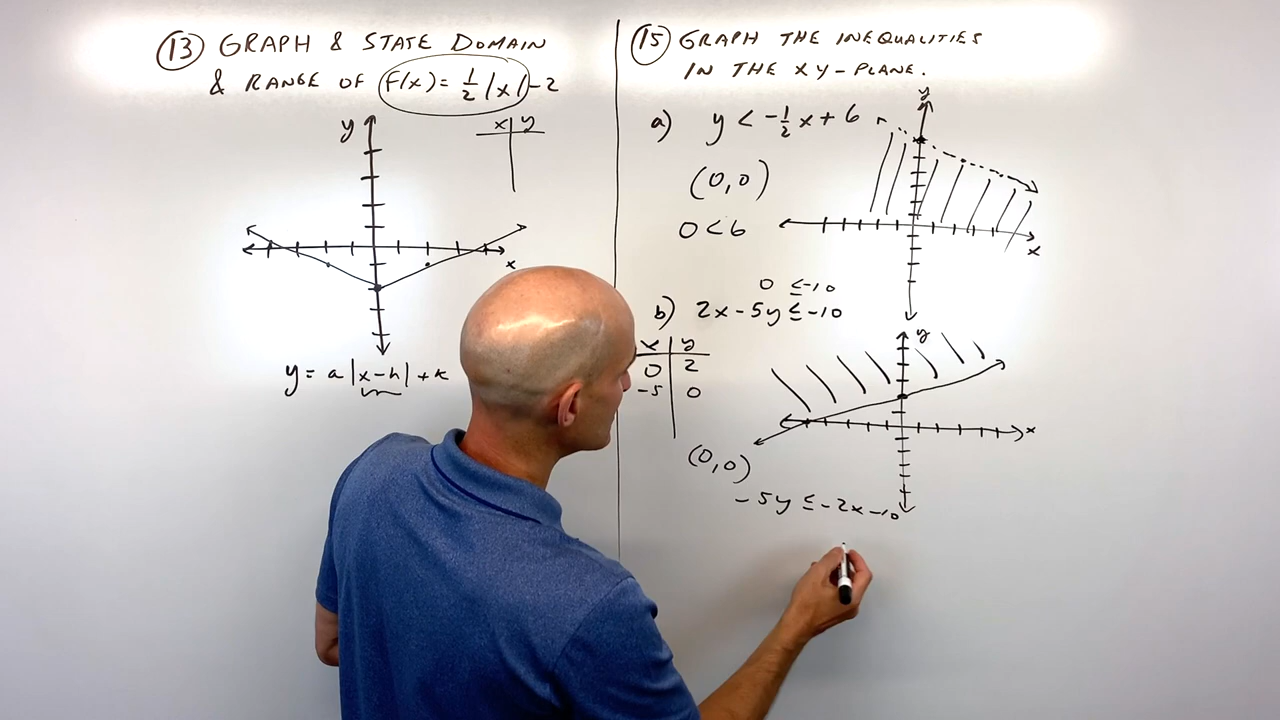 13 GRAPH & STATE DOMAIN
& RANGE OF f(x) = 1/2 |x| - 2
y
x y
x
y = a |x-h| + k
15 GRAPH THE INEQUALITIES
IN THE XY-PLANE.
a) y < -1/2 x + 6
(0,0)
0 < 6
y
x
0 ≤ -10
b) 2x - 5y ≤ -10
x y
0 2
-5 0
y
x
(0,0)
-5y ≤ -2x -10